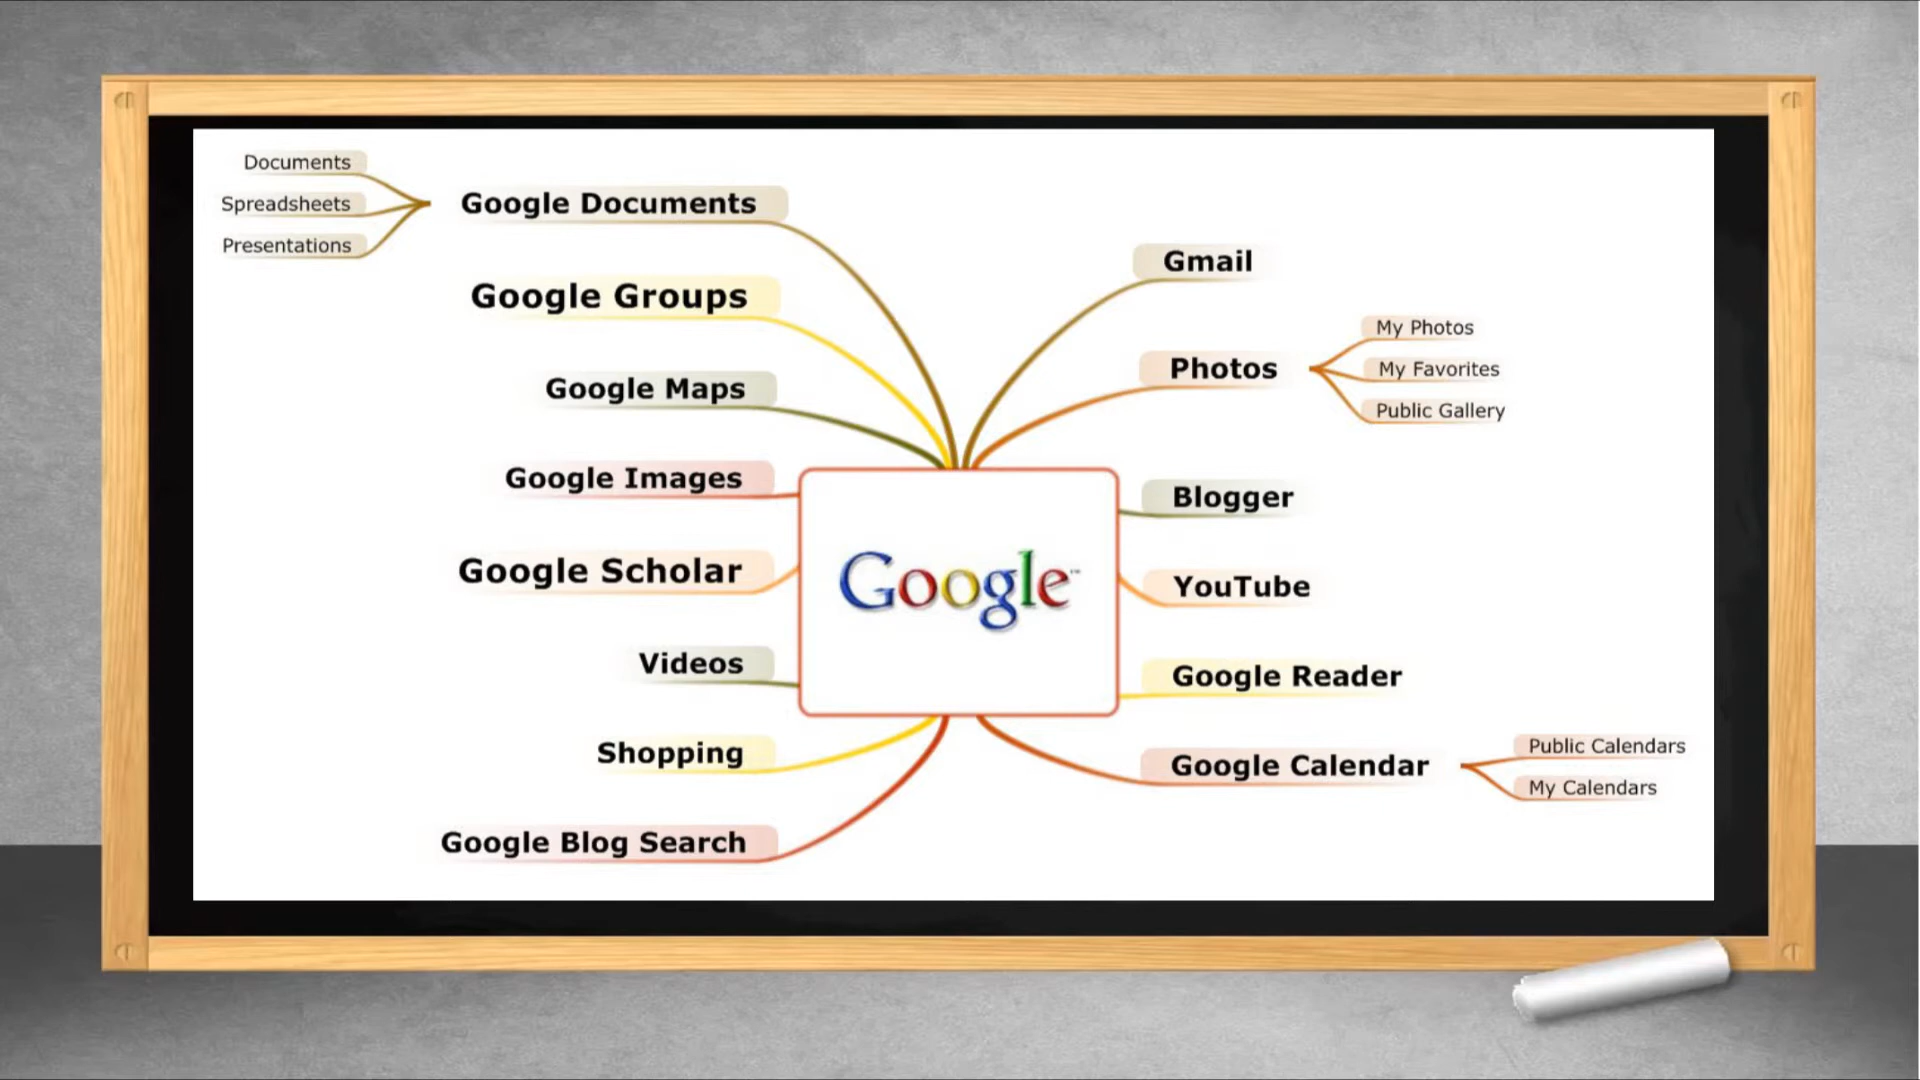 Documents
Spreadsheets
Presentations
Google Documents
Google Groups
Google Maps
Google Images
Google Scholar
Videos
Shopping
Google Blog Search
Google™
Gmail
Photos
My Photos
My Favorites
Public Gallery
Blogger
YouTube
Google Reader
Google Calendar
Public Calendars
My Calendars